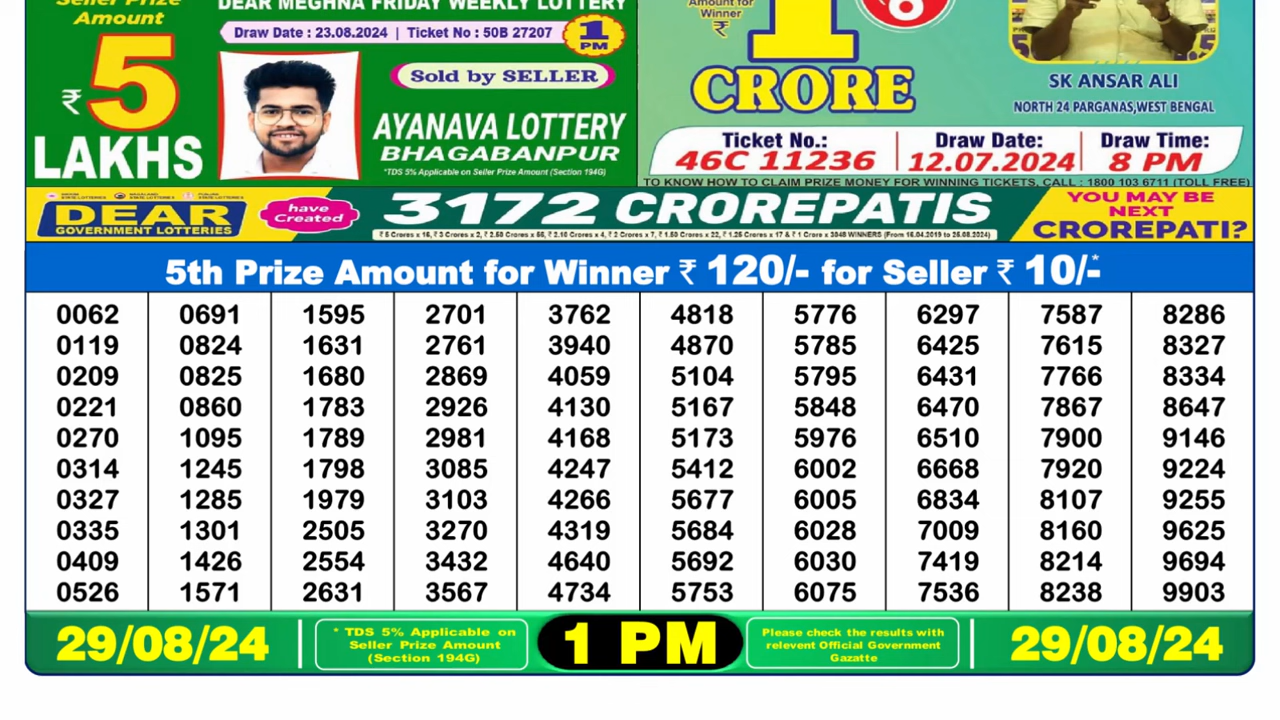 Seller Prize
Amount
₹ 5
LAKHS
DEAR MEGHNA FRIDAY WEEKLY LOTTERY
Draw Date : 23.08.2024 | Ticket No : 50B 27207
1
PM
Sold by SELLER
AYANAVA LOTTERY
BHAGABANPUR
*TDS 5% Applicable on Seller Prize Amount (Section 194G)
Amount for
Winner
₹
1
CRORE
SK ANSAR ALI
NORTH 24 PARGANAS,WEST BENGAL
Ticket No.: Draw Date: Draw Time:
46C 11236 12.07.2024 8 PM
TO KNOW HOW TO CLAIM PRIZE MONEY FOR WINNING TICKETS, CALL : 1800 103 6711 (TOLL FREE)
DEAR
GOVERNMENT LOTTERIES
have
Created
3172 CROREPATIS
YOU MAY BE
NEXT
CROREPATI?
5th Prize Amount for Winner ₹ 120/- for Seller ₹ 10/-*
0062 0691 1595 2701 3762 4818 5776 6297 7587 8286
0119 0824 1631 2761 3940 4870 5785 6425 7615 8327
0209 0825 1680 2869 4059 5104 5795 6431 7766 8334
0221 0860 1783 2926 4130 5167 5848 6470 7867 8647
0270 1095 1789 2981 4168 5173 5976 6510 7900 9146
0314 1245 1798 3085 4247 5412 6002 6668 7920 9224
0327 1285 1979 3103 4266 5677 6005 6834 8107 9255
0335 1301 2505 3270 4319 5684 6028 7009 8160 9625
0409 1426 2554 3432 4640 5692 6030 7419 8214 9694
0526 1571 2631 3567 4734 5753 6075 7536 8238 9903
29/08/24
* TDS 5% Applicable on
Seller Prize Amount
(Section 194G)
1 PM
Please check the results with
relevent Official Government
Gazatte
29/08/24